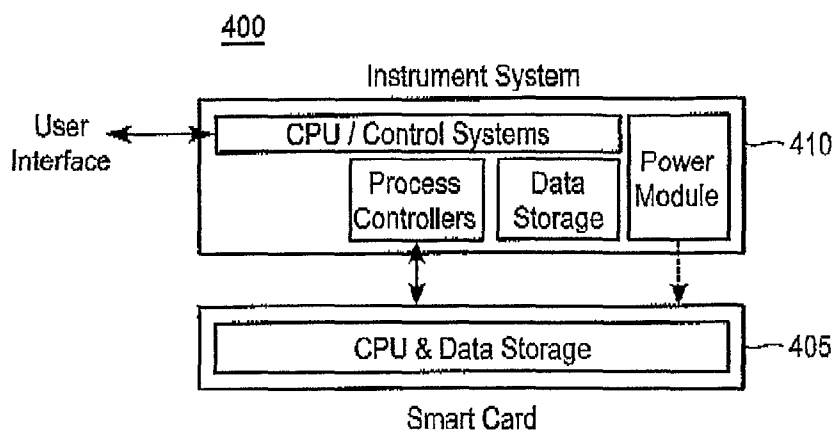 400
Instrument System
User
Interface
CPU / Control Systems
Process
Controllers
Data
Storage
Power
Module
410
CPU & Data Storage
405
Smart Card